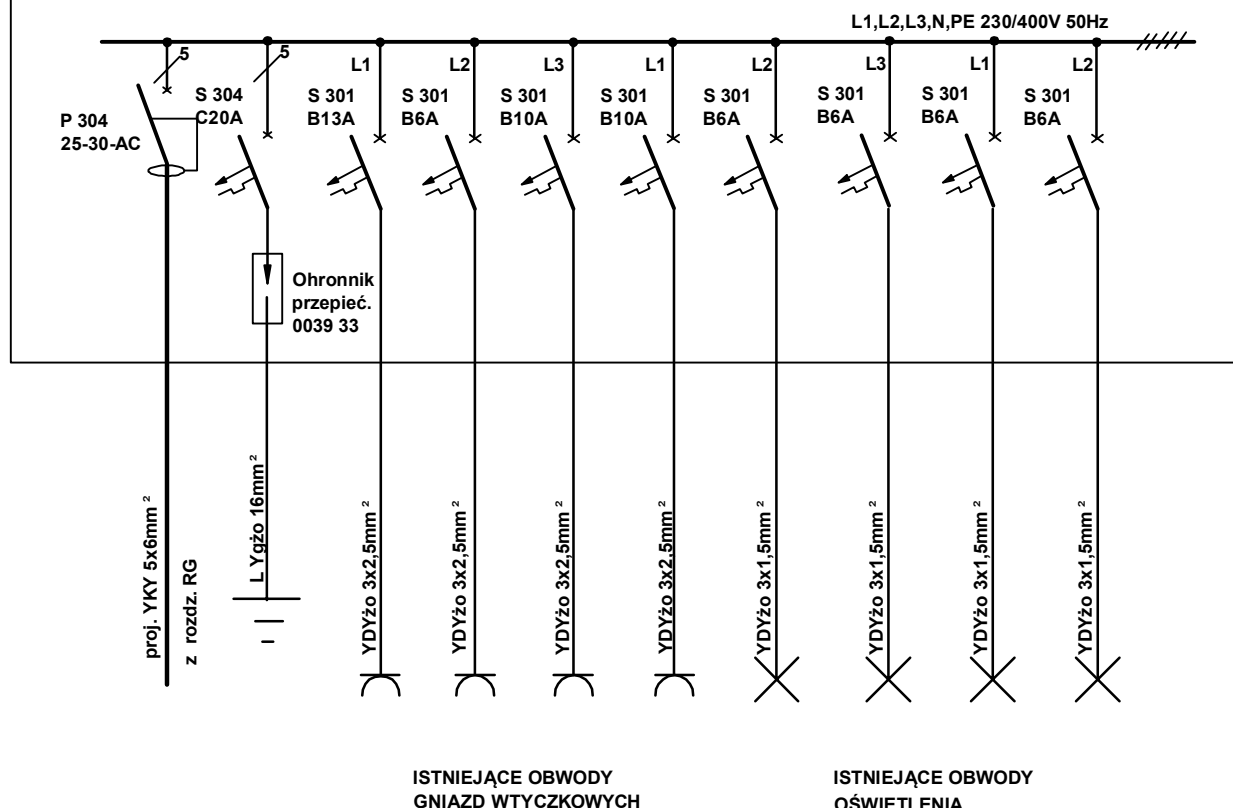 L1,L2,L3,N,PE 230/400V 50Hz
5
5
L1
L2
L3
L1
L2
L3
L1
L2
P 304
25-30-AC
S 304
C20A
S 301
B13A
S 301
B6A
S 301
B10A
S 301
B10A
S 301
B6A
S 301
B6A
S 301
B6A
S 301
B6A
Ohronnik
przepieć.
0039 33
proj. YKY 5x6mm²
z rozdz. RG
L Ygżo 16mm²
YDYżo 3x2,5mm²
YDYżo 3x2,5mm²
YDYżo 3x2,5mm²
YDYżo 3x2,5mm²
YDYżo 3x1,5mm²
YDYżo 3x1,5mm²
YDYżo 3x1,5mm²
YDYżo 3x1,5mm²
ISTNIEJĄCE OBWODY
GNIAZD WTYCZKOWYCH
ISTNIEJĄCE OBWODY
OŚWIETLENIA